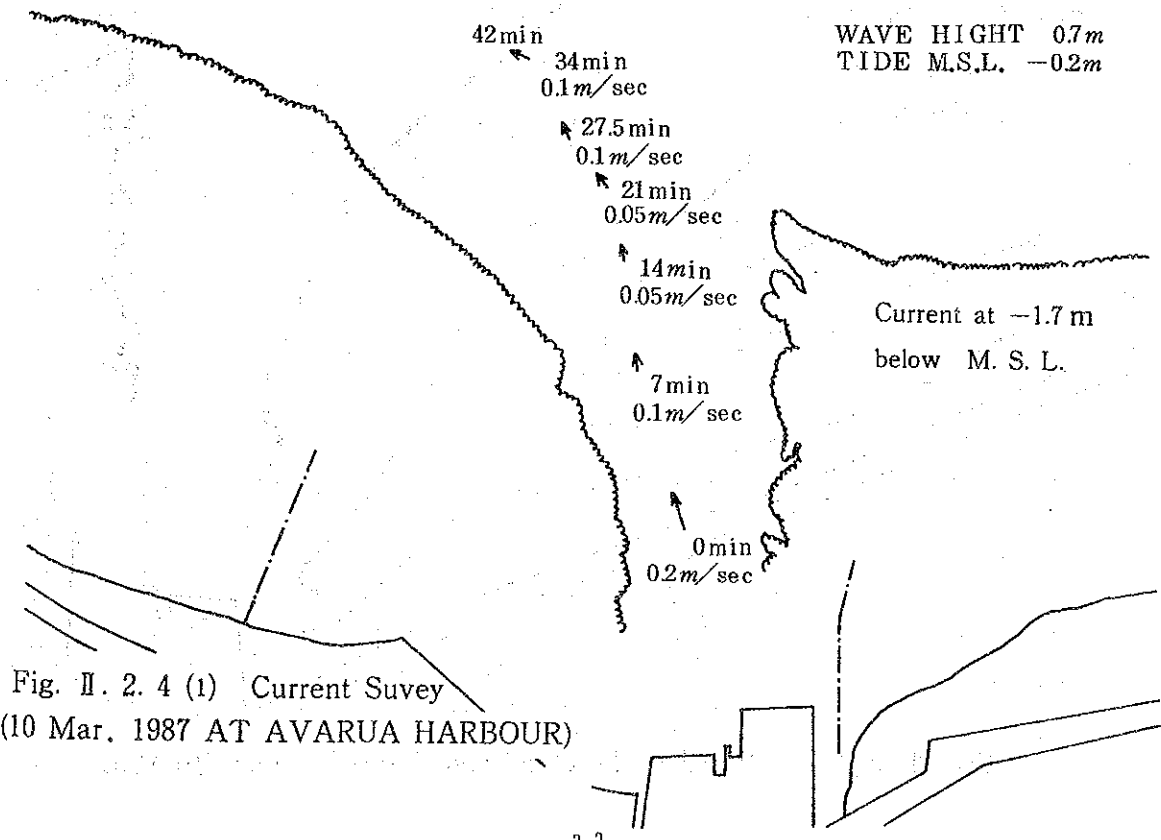 WAVE HIGHT 0.7m
TIDE M.S.L. -0.2m
42min
34min
0.1m/sec
27.5min
0.1m/sec
21min
0.05m/sec
14min
0.05m/sec
Current at -1.7m
below M. S. L.
7min
0.1m/sec
0min
0.2m/sec
Fig. II. 2. 4 (1) Current Suvey
(10 Mar. 1987 AT AVARUA HARBOUR)